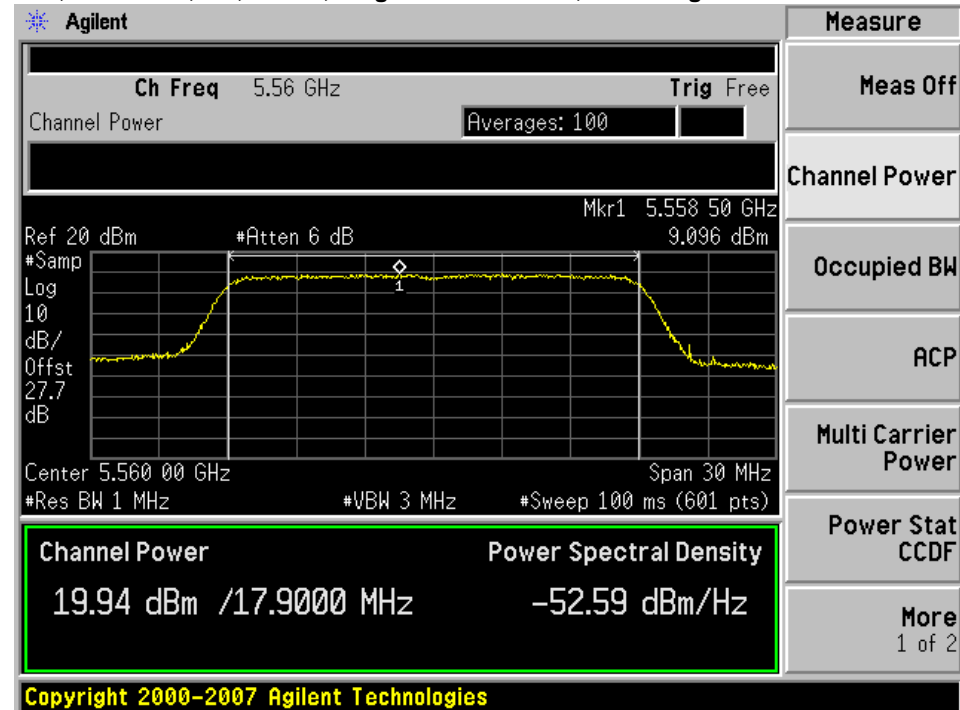 Agilent
Measure
Ch Freq 5.56 GHz Trig Free
Channel Power Averages: 100
Mkr1 5.558 50 GHz
Ref 20 dBm #Atten 6 dB 9.096 dBm
#Samp
Log
10
dB/
Offst
27.7
dB
1
Center 5.560 00 GHz Span 30 MHz
#Res BW 1 MHz #VBW 3 MHz #Sweep 100 ms (601 pts)
Channel Power Power Spectral Density
19.94 dBm /17.9000 MHz -52.59 dBm/Hz
Copyright 2000-2007 Agilent Technologies
Meas Off
Channel Power
Occupied BW
ACP
Multi Carrier
Power
Power Stat
CCDF
More
1 of 2